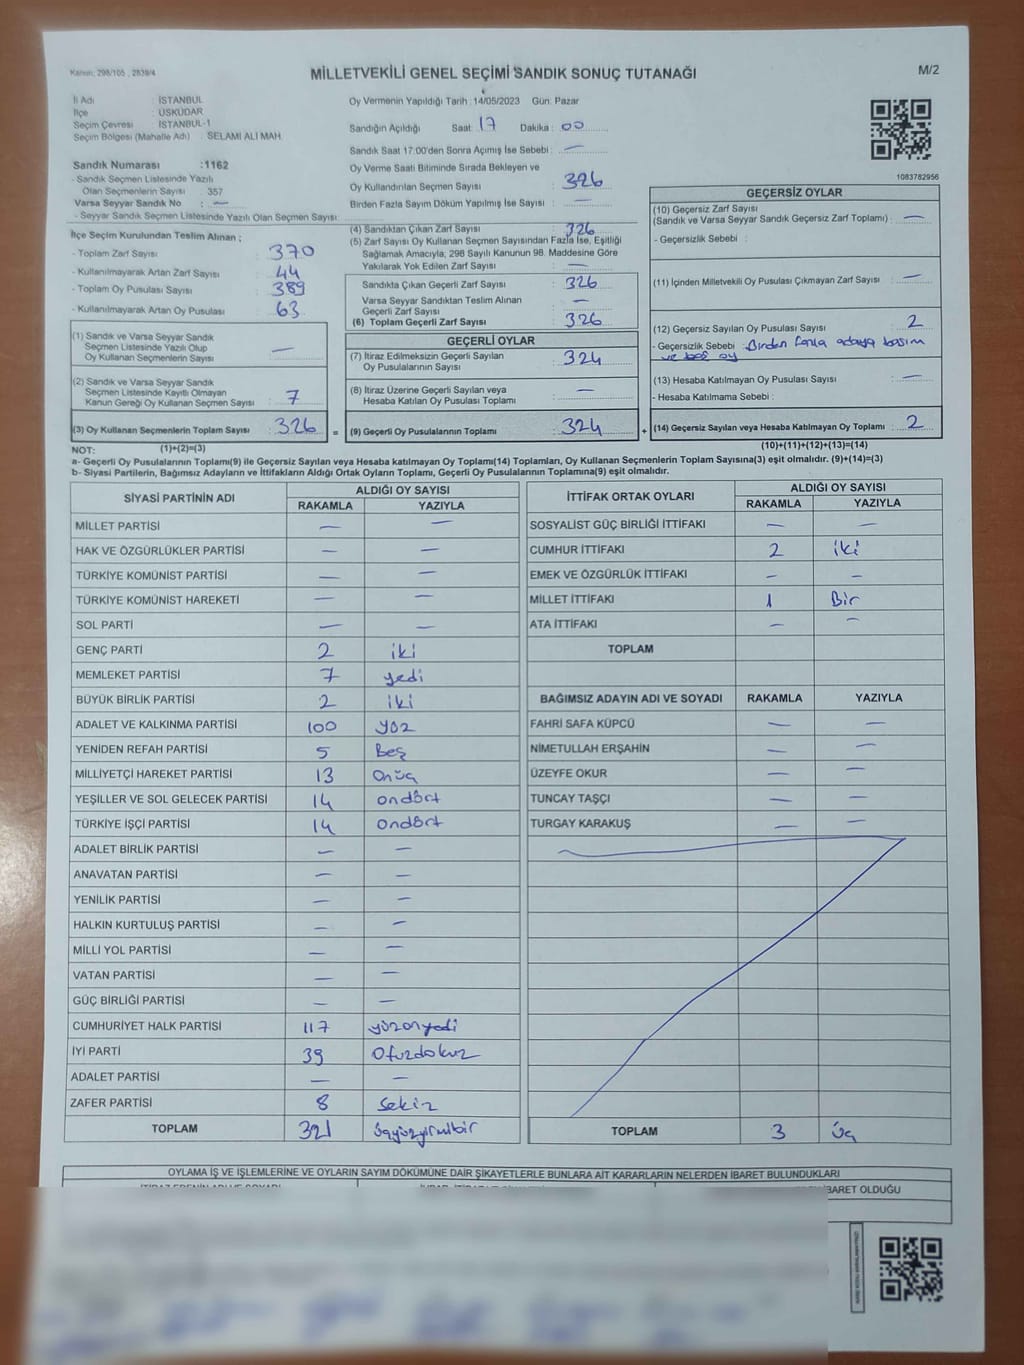 Kanun; 298/105 , 2839/4
MİLLETVEKİLİ GENEL SEÇİMİ SANDIK SONUÇ TUTANAĞI
M/2
İl Adı : İSTANBUL
İlçe : ÜSKÜDAR
Seçim Çevresi : İSTANBUL-1
Seçim Bölgesi (Mahalle Adı) : SELAMİ ALİ MAH.
Sandık Numarası :1162
- Sandık Seçmen Listesinde Yazılı
Olan Seçmenlerin Sayısı : 357
Varsa Seyyar Sandık No : —
- Seyyar Sandık Seçmen Listesinde Yazılı Olan Seçmen Sayısı:
Oy Vermenin Yapıldığı Tarih :14/05/2023 Gün: Pazar
Sandığın Açıldığı Saat: 17 Dakika : 00
Sandık Saat 17:00'den Sonra Açımış İse Sebebi : —
Oy Verme Saati Bitiminde Sırada Bekleyen ve
Oy Kullandırılan Seçmen Sayısı : 326
Birden Fazla Sayım Döküm Yapılmış İse Sayısı : —
1083782956
İlçe Seçim Kurulundan Teslim Alınan ;
- Toplam Zarf Sayısı : 370
- Kullanılmayarak Artan Zarf Sayısı : 44
- Toplam Oy Pusulası Sayısı : 389
- Kullanılmayarak Artan Oy Pusulası : 63
(1) Sandık ve Varsa Seyyar Sandık
Seçmen Listesinde Yazılı Olup
Oy Kullanan Seçmenlerin Sayısı : —
(2) Sandık ve Varsa Seyyar Sandık
Seçmen Listesinde Kayıtlı Olmayan
Kanun Gereği Oy Kullanan Seçmen Sayısı : 7
(3) Oy Kullanan Seçmenlerin Toplam Sayısı : 326 =
(4) Sandıktan Çıkan Zarf Sayısı : 326
(5) Zarf Sayısı Oy Kullanan Seçmen Sayısından Fazla İse, Eşitliği
Sağlamak Amacıyla; 298 Sayılı Kanunun 98. Maddesine Göre
Yakılarak Yok Edilen Zarf Sayısı : —
Sandıkta Çıkan Geçerli Zarf Sayısı : 326
Varsa Seyyar Sandıktan Teslim Alınan
Geçerli Zarf Sayısı : —
(6) Toplam Geçerli Zarf Sayısı : 326
GEÇERLİ OYLAR
(7) İtiraz Edilmeksizin Geçerli Sayılan
Oy Pusulalarının Sayısı : 324
(8) İtiraz Üzerine Geçerli Sayılan veya
Hesaba Katılan Oy Pusulası Toplamı : —
(9) Geçerli Oy Pusulalarının Toplamı : 324 +
GEÇERSİZ OYLAR
(10) Geçersiz Zarf Sayısı
(Sandık ve Varsa Seyyar Sandık Geçersiz Zarf Toplamı) : —
- Geçersizlik Sebebi :
(11) İçinden Milletvekili Oy Pusulası Çıkmayan Zarf Sayısı : —
(12) Geçersiz Sayılan Oy Pusulası Sayısı : 2
- Geçersizlik Sebebi : Birden fazla adaya basım
ve boş oy
(13) Hesaba Katılmayan Oy Pusulası Sayısı : —
- Hesaba Katılmama Sebebi :
(14) Geçersiz Sayılan veya Hesaba Katılmayan Oy Toplamı : 2
NOT: (1)+(2)=(3) (10)+(11)+(12)+(13)=(14)
a- Geçerli Oy Pusulalarının Toplamı(9) ile Geçersiz Sayılan veya Hesaba katılmayan Oy Toplamı(14) Toplamları, Oy Kullanan Seçmenlerin Toplam Sayısına(3) eşit olmalıdır. (9)+(14)=(3)
b- Siyasi Partilerin, Bağımsız Adayların ve İttifakların Aldığı Ortak Oyların Toplamı, Geçerli Oy Pusulalarının Toplamına(9) eşit olmalıdır.
SİYASİ PARTİNİN ADI ALDIĞI OY SAYISI
RAKAMLA YAZIYLA
MİLLET PARTİSİ — —
HAK VE ÖZGÜRLÜKLER PARTİSİ — —
TÜRKİYE KOMÜNİST PARTİSİ — —
TÜRKİYE KOMÜNİST HAREKETİ — —
SOL PARTİ — —
GENÇ PARTİ 2 iki
MEMLEKET PARTİSİ 7 yedi
BÜYÜK BİRLİK PARTİSİ 2 iki
ADALET VE KALKINMA PARTİSİ 100 yüz
YENİDEN REFAH PARTİSİ 5 Beş
MİLLİYETÇİ HAREKET PARTİSİ 13 Onüç
YEŞİLLER VE SOL GELECEK PARTİSİ 14 ondört
TÜRKİYE İŞÇİ PARTİSİ 14 ondört
ADALET BİRLİK PARTİSİ — —
ANAVATAN PARTİSİ — —
YENİLİK PARTİSİ — —
HALKIN KURTULUŞ PARTİSİ — —
MİLLİ YOL PARTİSİ — —
VATAN PARTİSİ — —
GÜÇ BİRLİĞİ PARTİSİ — —
CUMHURİYET HALK PARTİSİ 117 yüzonyedi
İYİ PARTİ 39 Otuzdokuz
ADALET PARTİSİ — —
ZAFER PARTİSİ 8 Sekiz
TOPLAM 321 üçyüzyirmibir
İTTİFAK ORTAK OYLARI ALDIĞI OY SAYISI
RAKAMLA YAZIYLA
SOSYALİST GÜÇ BİRLİĞİ İTTİFAKI — —
CUMHUR İTTİFAKI 2 iki
EMEK VE ÖZGÜRLÜK İTTİFAKI — —
MİLLET İTTİFAKI 1 Bir
ATA İTTİFAKI — —
TOPLAM
BAĞIMSIZ ADAYIN ADI VE SOYADI RAKAMLA YAZIYLA
FAHRİ SAFA KÜPCÜ — —
NİMETULLAH ERŞAHİN — —
ÜZEYFE OKUR — —
TUNCAY TAŞÇI — —
TURGAY KARAKUŞ — —
TOPLAM 3 üç
OYLAMA İŞ VE İŞLEMLERİNE VE OYLARIN SAYIM DÖKÜMÜNE DAİR ŞİKAYETLERLE BUNLARA AİT KARARLARIN NELERDEN İBARET BULUNDUKLARI
BARET OLDUĞU